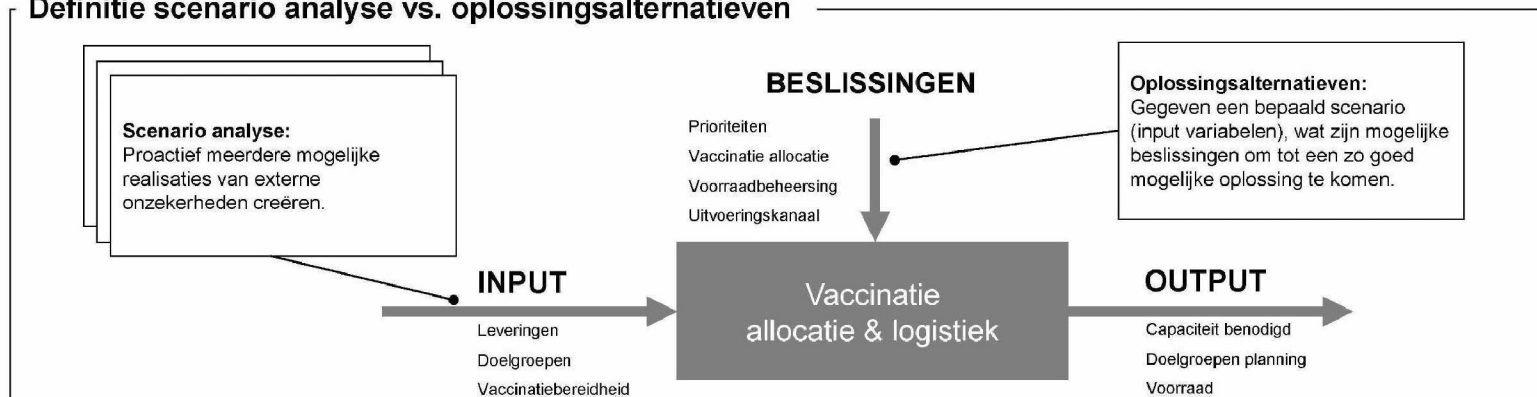 Definitie scenario analyse vs. oplossingsalternatieven
Scenario analyse:
Proactief meerdere mogelijke
realisaties van externe
onzekerheden creëren.
BESLISSINGEN
Prioriteiten
Vaccinatie allocatie
Voorraadbeheersing
Uitvoeringskanaal
Oplossingsalternatieven:
Gegeven een bepaald scenario
(input variabelen), wat zijn mogelijke
beslissingen om tot een zo goed
mogelijke oplossing te komen.
INPUT
Leveringen
Doelgroepen
Vaccinatiebereidheid
Vaccinatie
allocatie & logistiek
OUTPUT
Capaciteit benodigd
Doelgroepen planning
Voorraad